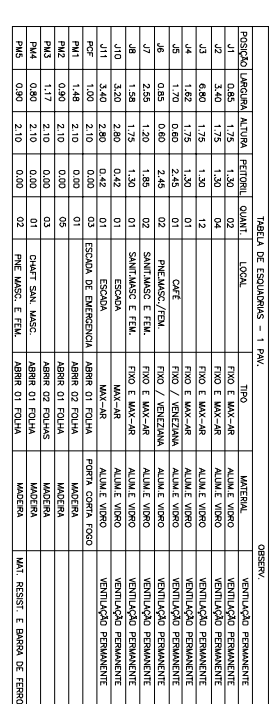 TABELA DE ESQUADRIAS - 1 PAV.
POSIÇÃO LARGURA ALTURA PEITORIL QUANT. LOCAL TIPO MATERIAL OBSERV.
J1 0.85 1.75 1.30 02 FIXO E MAX-AR ALUM.E VIDRO VENTILAÇÃO PERMANENTE
J2 3.40 1.75 1.30 04 FIXO E MAX-AR ALUM.E VIDRO VENTILAÇÃO PERMANENTE
J3 6.80 1.75 1.30 12 FIXO E MAX-AR ALUM.E VIDRO VENTILAÇÃO PERMANENTE
J4 1.62 1.75 1.30 01 FIXO E MAX-AR ALUM.E VIDRO VENTILAÇÃO PERMANENTE
J5 1.70 0.60 2.45 01 CAFÉ FIXO / VENEZIANA ALUM.E VIDRO VENTILAÇÃO PERMANENTE
J6 0.85 0.60 2.45 02 PNE.MASC./FEM. FIXO / VENEZIANA ALUM.E VIDRO VENTILAÇÃO PERMANENTE
J7 2.55 1.20 1.85 02 SANIT.MASC E FEM. FIXO E MAX-AR ALUM.E VIDRO VENTILAÇÃO PERMANENTE
J8 1.58 1.75 1.30 01 SANIT.MASC E FEM. FIXO E MAX-AR ALUM.E VIDRO VENTILAÇÃO PERMANENTE
J10 3.20 2.80 0.42 01 ESCADA MAX-AR ALUM.E VIDRO VENTILAÇÃO PERMANENTE
J11 3.40 2.80 0.42 01 ESCADA MAX-AR ALUM.E VIDRO VENTILAÇÃO PERMANENTE
PCF 1.00 2.10 0.00 03 ESCADA DE EMERGENCIA ABRIR 01 FOLHA PORTA CORTA FOGO
PM1 1.48 2.10 0.00 01 ABRIR 02 FOLHA MADEIRA
PM2 0.90 2.10 0.00 05 ABRIR 01 FOLHA MADEIRA
PM3 1.17 2.10 0.00 03 ABRIR 02 FOLHAS MADEIRA
PM4 0.80 2.10 0.00 01 CHAFT SAN. MASC. ABRIR 01 FOLHA MADEIRA
PM5 0.90 2.10 0.00 02 PNE MASC. E FEM. ABRIR 01 FOLHA MADEIRA MAT. RESIST. E BARRA DE FERRO